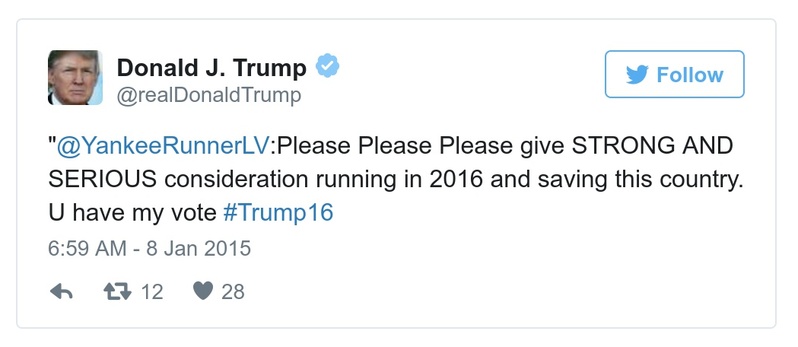 Donald J. Trump
@realDonaldTrump
Follow
"@YankeeRunnerLV:Please Please Please give STRONG AND
SERIOUS consideration running in 2016 and saving this country.
U have my vote #Trump16
6:59 AM - 8 Jan 2015
12 28